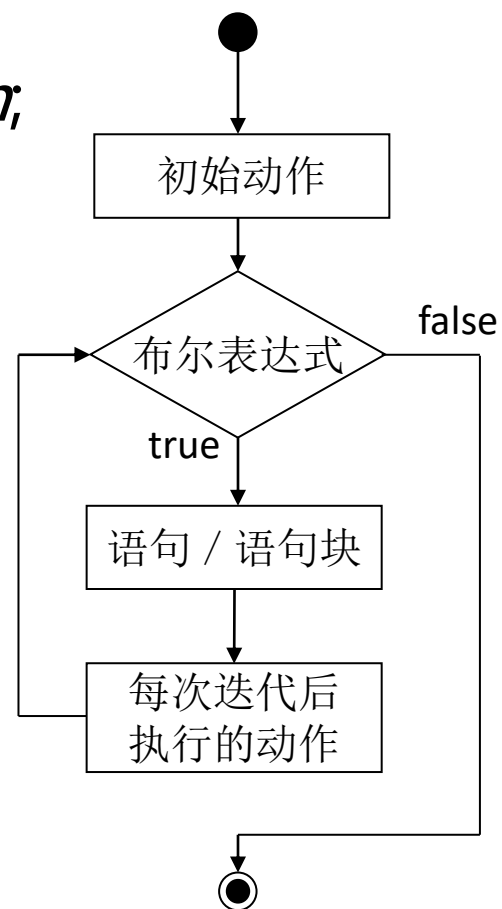 n;
初始动作
布尔表达式
false
true
语句 / 语句块
每次迭代后
执行的动作